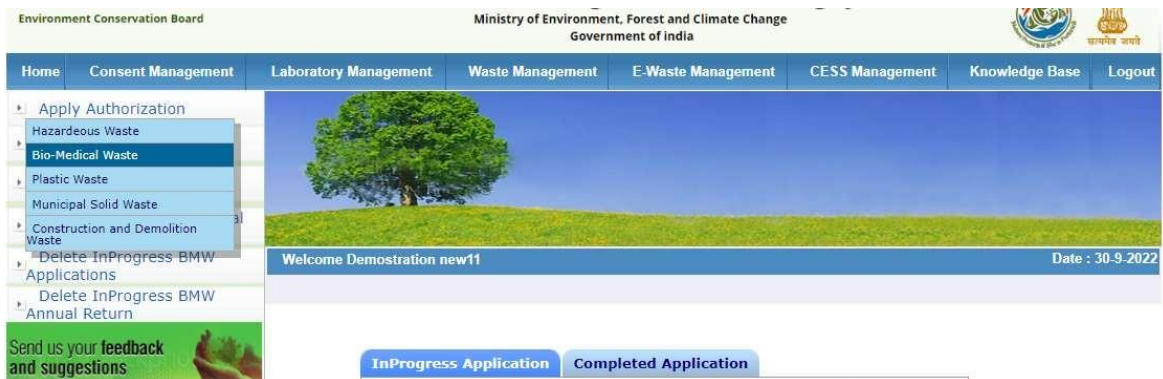 Environment Conservation Board
Ministry of Environment, Forest and Climate Change
Government of india
सत्यमेव जयते
Home Consent Management Laboratory Management Waste Management E-Waste Management CESS Management Knowledge Base Logout
Apply Authorization
Hazardeous Waste
Bio-Medical Waste
Plastic Waste
Municipal Solid Waste
Construction and Demolition
Waste
Delete InProgress BMW
Applications
Delete InProgress BMW
Annual Return
Welcome Demostration new11
Date : 30-9-2022
Send us your feedback
and suggestions
InProgress Application Completed Application